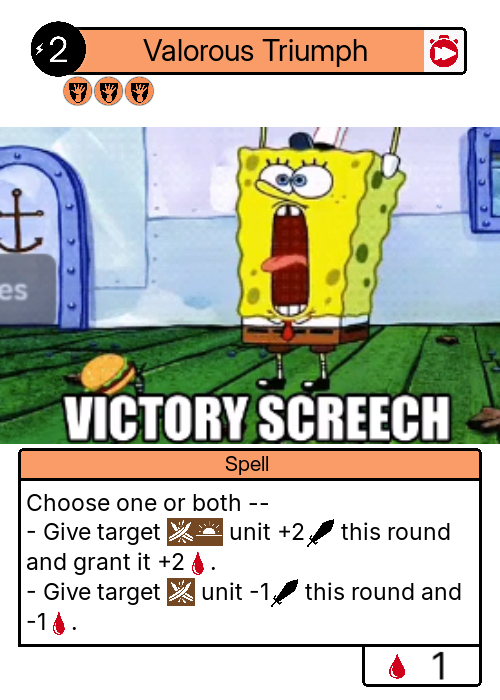 2
Valorous Triumph
es
VICTORY SCREECH
Spell
Choose one or both --
- Give target unit +2 this round
and grant it +2 .
- Give target unit -1 this round and
-1 .
1